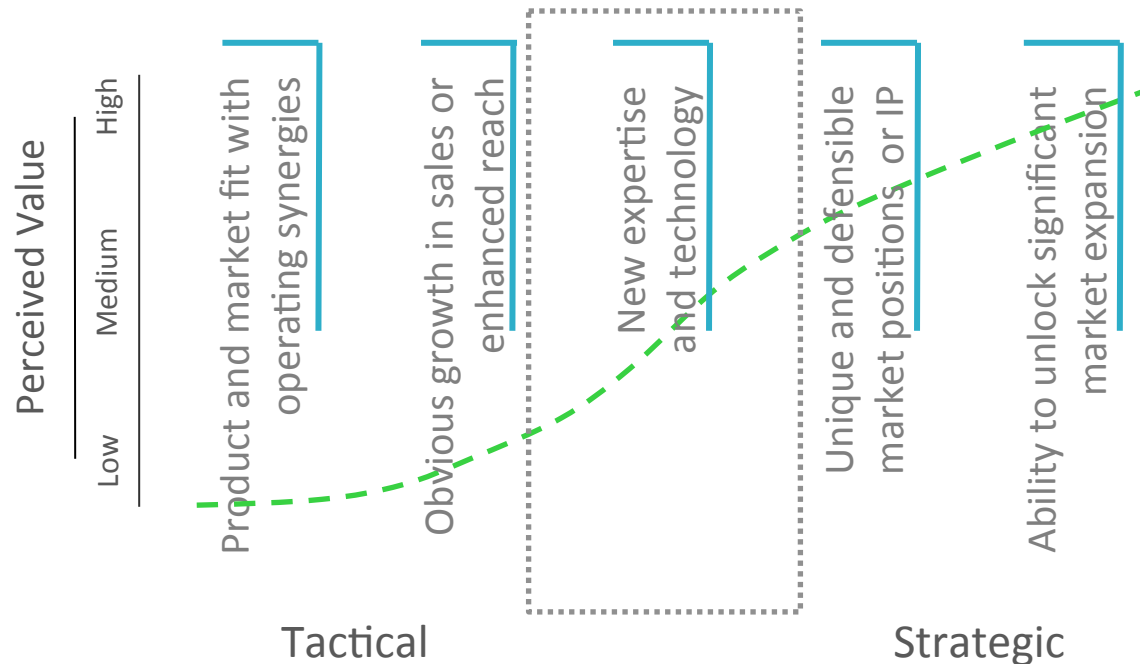 Perceived Value
High
Medium
Low
Product and market fit with
operating synergies
Obvious growth in sales or
enhanced reach
New expertise
and technology
Unique and defensible
market positions or IP
Ability to unlock significant
market expansion
Tactical
Strategic